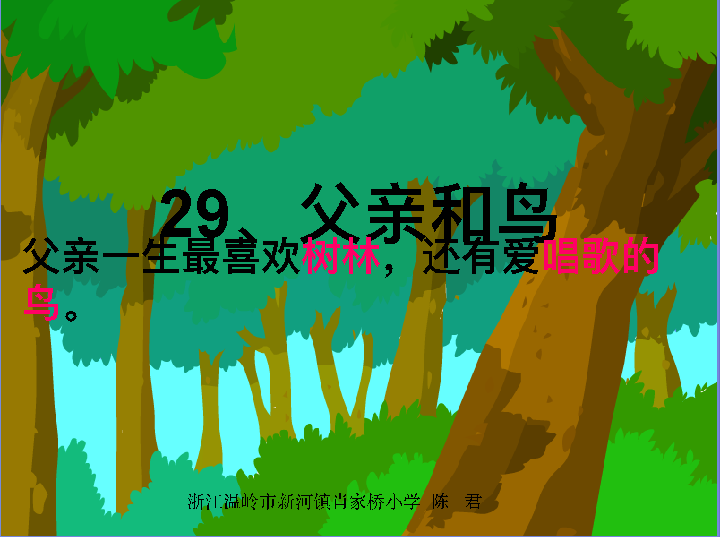 29、父亲和鸟
父亲一生最喜欢树林，还有爱唱歌的
鸟。
浙江温岭市新河镇肖家桥小学 陈 君